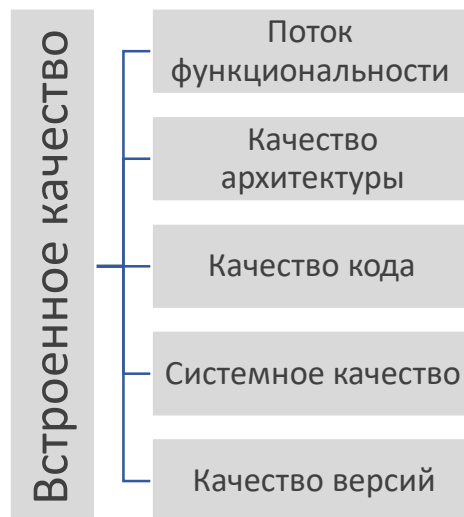 Встроенное качество
Поток
функциональности
Качество
архитектуры
Качество кода
Системное качество
Качество версий